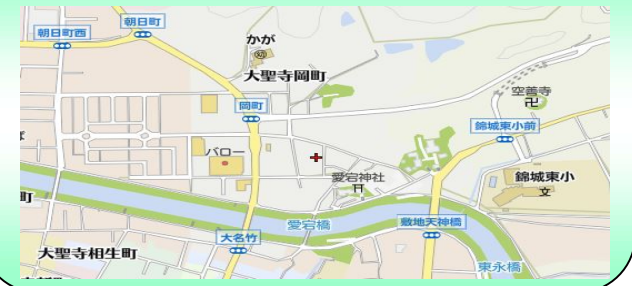 朝日町
朝日町西
かが
幼
大聖寺岡町
空善寺
岡町
錦城東小前
バロー
愛宕神社
錦城東小
文
町
愛宕橋
敷地天神橋
大名竹
大聖寺相生町
東永橋